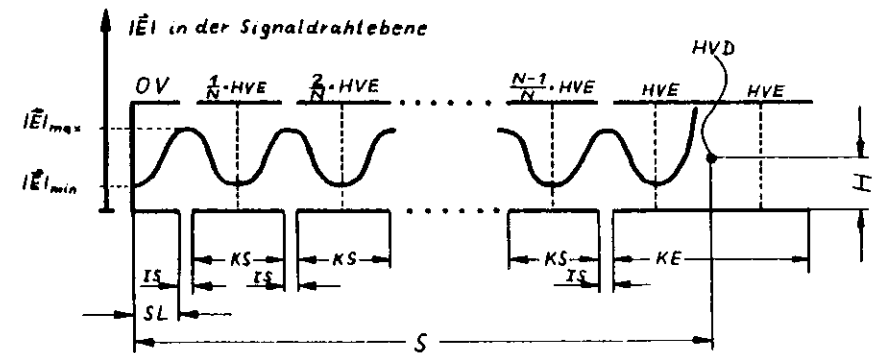 |E⃗| in der Signaldrahtebene
HVD
OV
1/N · HVE
2/N · HVE
N-1/N · HVE
HVE
HVE
|E⃗|max
|E⃗|min
H
KS
KS
KS
KE
IS
IS
IS
SL
S